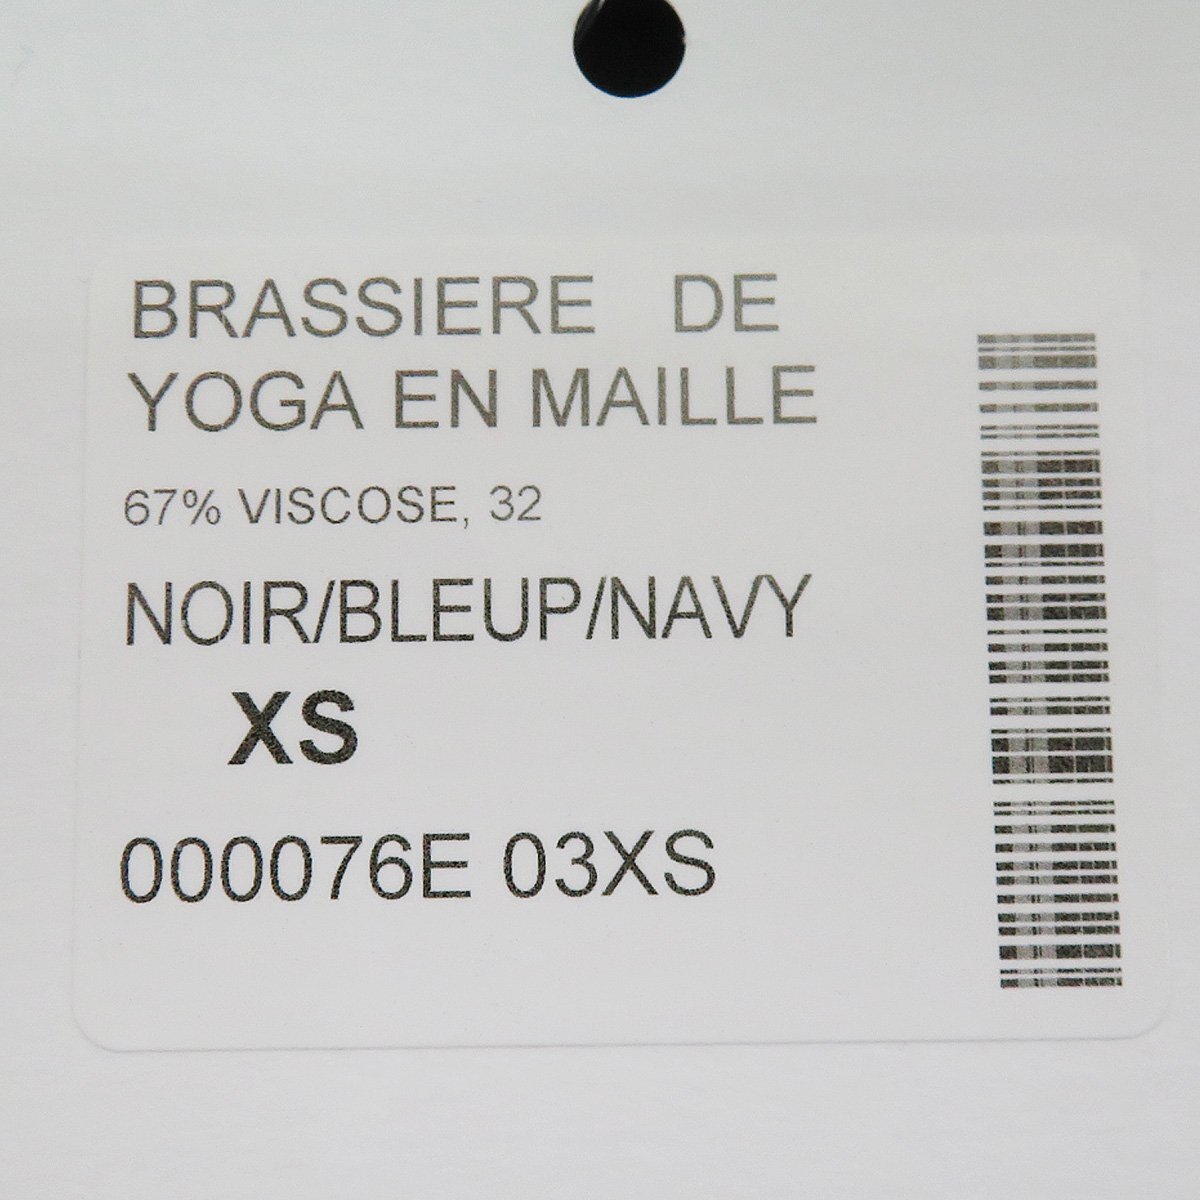 BRASSIERE DE
YOGA EN MAILLE
67% VISCOSE, 32
NOIR/BLEUP/NAVY
XS
000076E 03XS